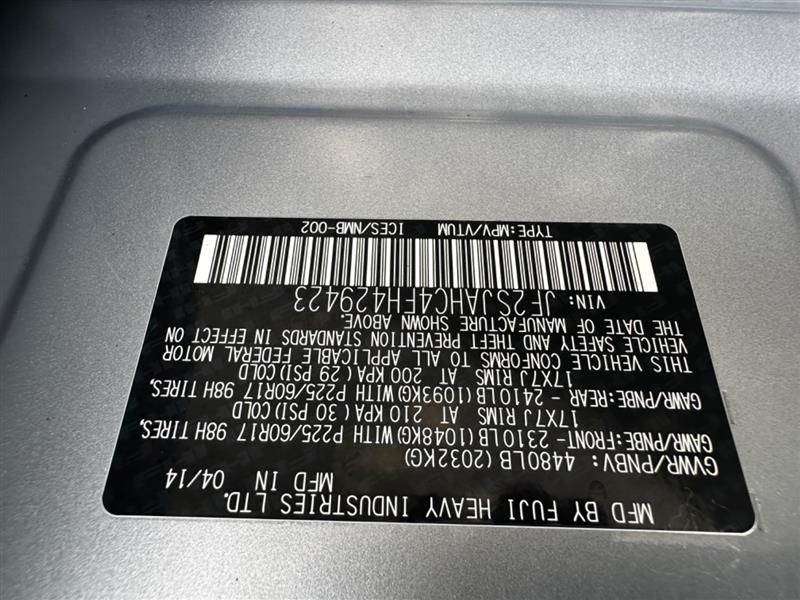 MFD BY FUJI HEAVY INDUSTRIES LTD.
MFD IN 04/14
GVWR/PNBV: 4480LB (2032KG)
GAWR/PNBE:FRONT- 2310LB (1048KG) WITH P225/60R17 98H TIRES,
17X7J RIMS AT 210 KPA ( 30 PSI) COLD
GAWR/PNBE:REAR - 2410LB (1093KG) WITH P225/60R17 98H TIRES,
17X7J RIMS AT 200 KPA ( 29 PSI) COLD
THIS VEHICLE CONFORMS TO ALL APPLICABLE FEDERAL MOTOR
VEHICLE SAFETY AND THEFT PREVENTION STANDARDS IN EFFECT ON
THE DATE OF MANUFACTURE SHOWN ABOVE.
VIN: JF2SJAHC4FH429423
TYPE:MPV/VTUM ICES/NMB-002